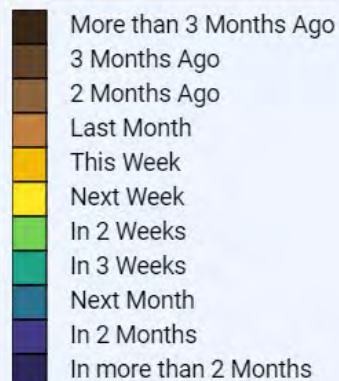 More than 3 Months Ago
3 Months Ago
2 Months Ago
Last Month
This Week
Next Week
In 2 Weeks
In 3 Weeks
Next Month
In 2 Months
In more than 2 Months